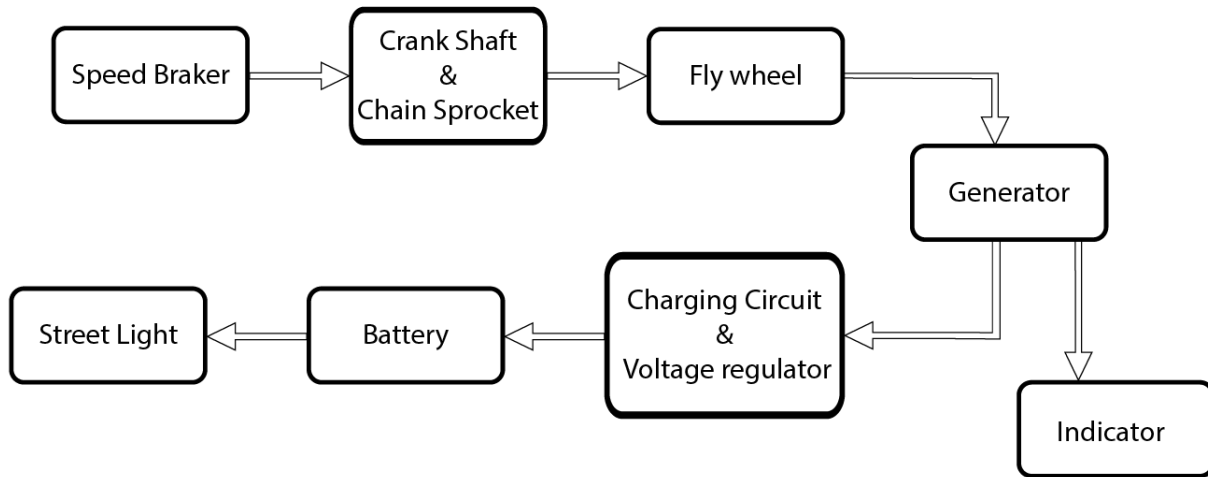 Speed Braker
Crank Shaft
&
Chain Sprocket
Fly wheel
Generator
Charging Circuit
&
Voltage regulator
Battery
Street Light
Indicator